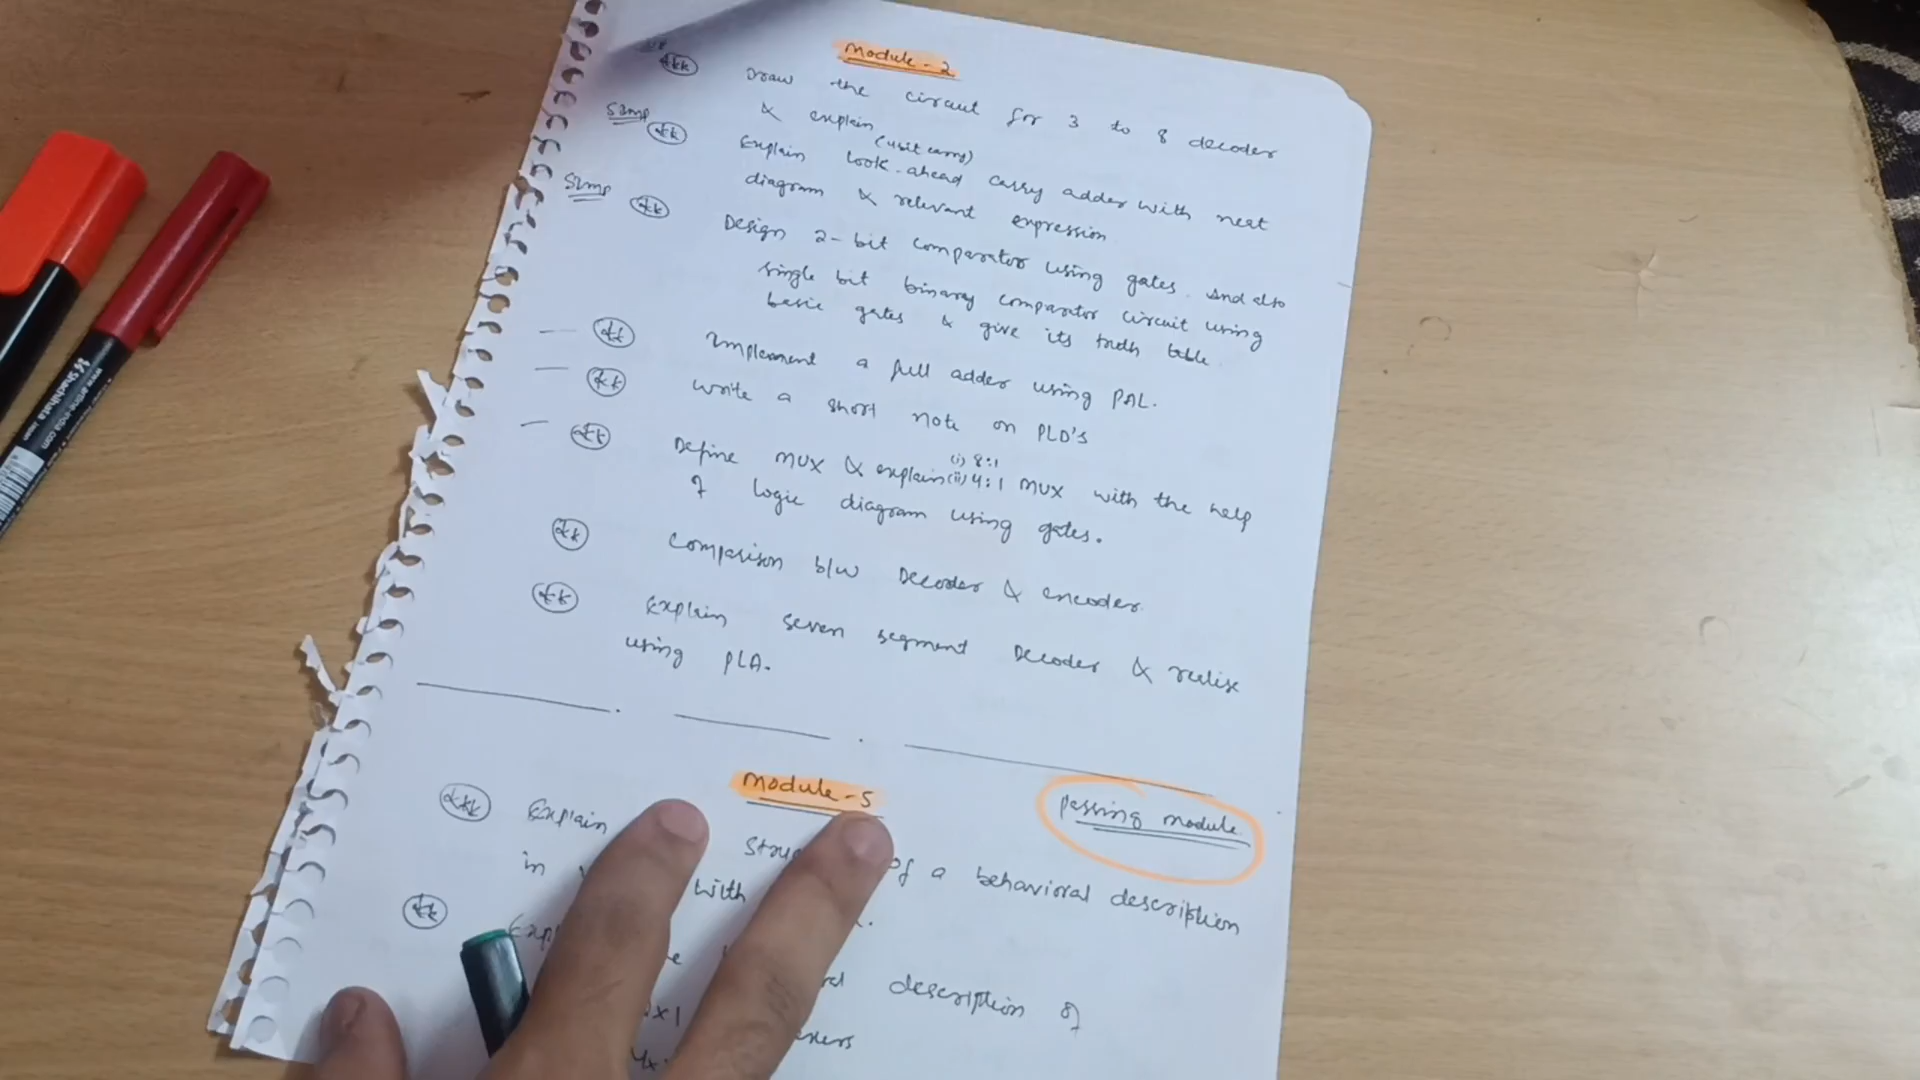 Module-2
*** Draw the circuit for 3 to 8 decoder
& explain
(4bit carry)
S3mp
** Explain look-ahead carry adder with neat
diagram & relevant expression
S2mp
** Design 2-bit comparator using gates. And also
single bit binary comparator circuit using
basic gates & give its truth table.
** Implement a full adder using PAL.
** Write a short note on PLD's
** Define MUX & explain (i) 8:1
(ii) 4:1 MUX with the help
of logic diagram using gates.
** Comparison b/w Decoder & encoder
** Explain seven segment Decoder & realise
using PLA.
Module-5
Passing module
*** Explain of a behavioral description
in with
** description of
Shachihata